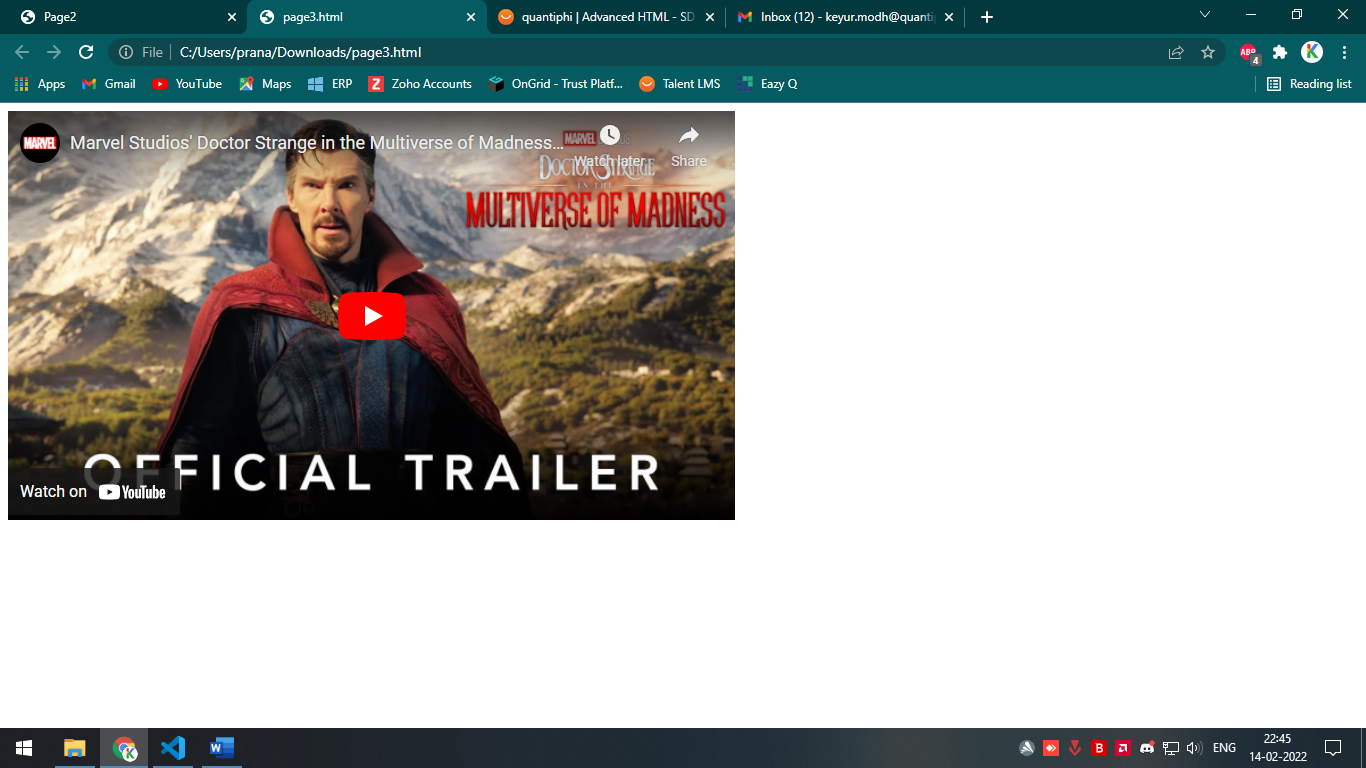 Page2
page3.html
quantiphi | Advanced HTML - SD
Inbox (12) - keyur.modh@quanti
File
C:/Users/prana/Downloads/page3.html
ABP
4
K
Apps
Gmail
YouTube
Maps
ERP
Z
Zoho Accounts
OnGrid - Trust Platf...
Talent LMS
Eazy Q
Reading list
MARVEL
Marvel Studios' Doctor Strange in the Multiverse of Madness...
Watch later
Share
MARVEL STUDIOS
DOCTOR STRANGE
IN THE
MULTIVERSE OF MADNESS
OFFICIAL TRAILER
Watch on YouTube
K
W
B
ENG
22:45
14-02-2022